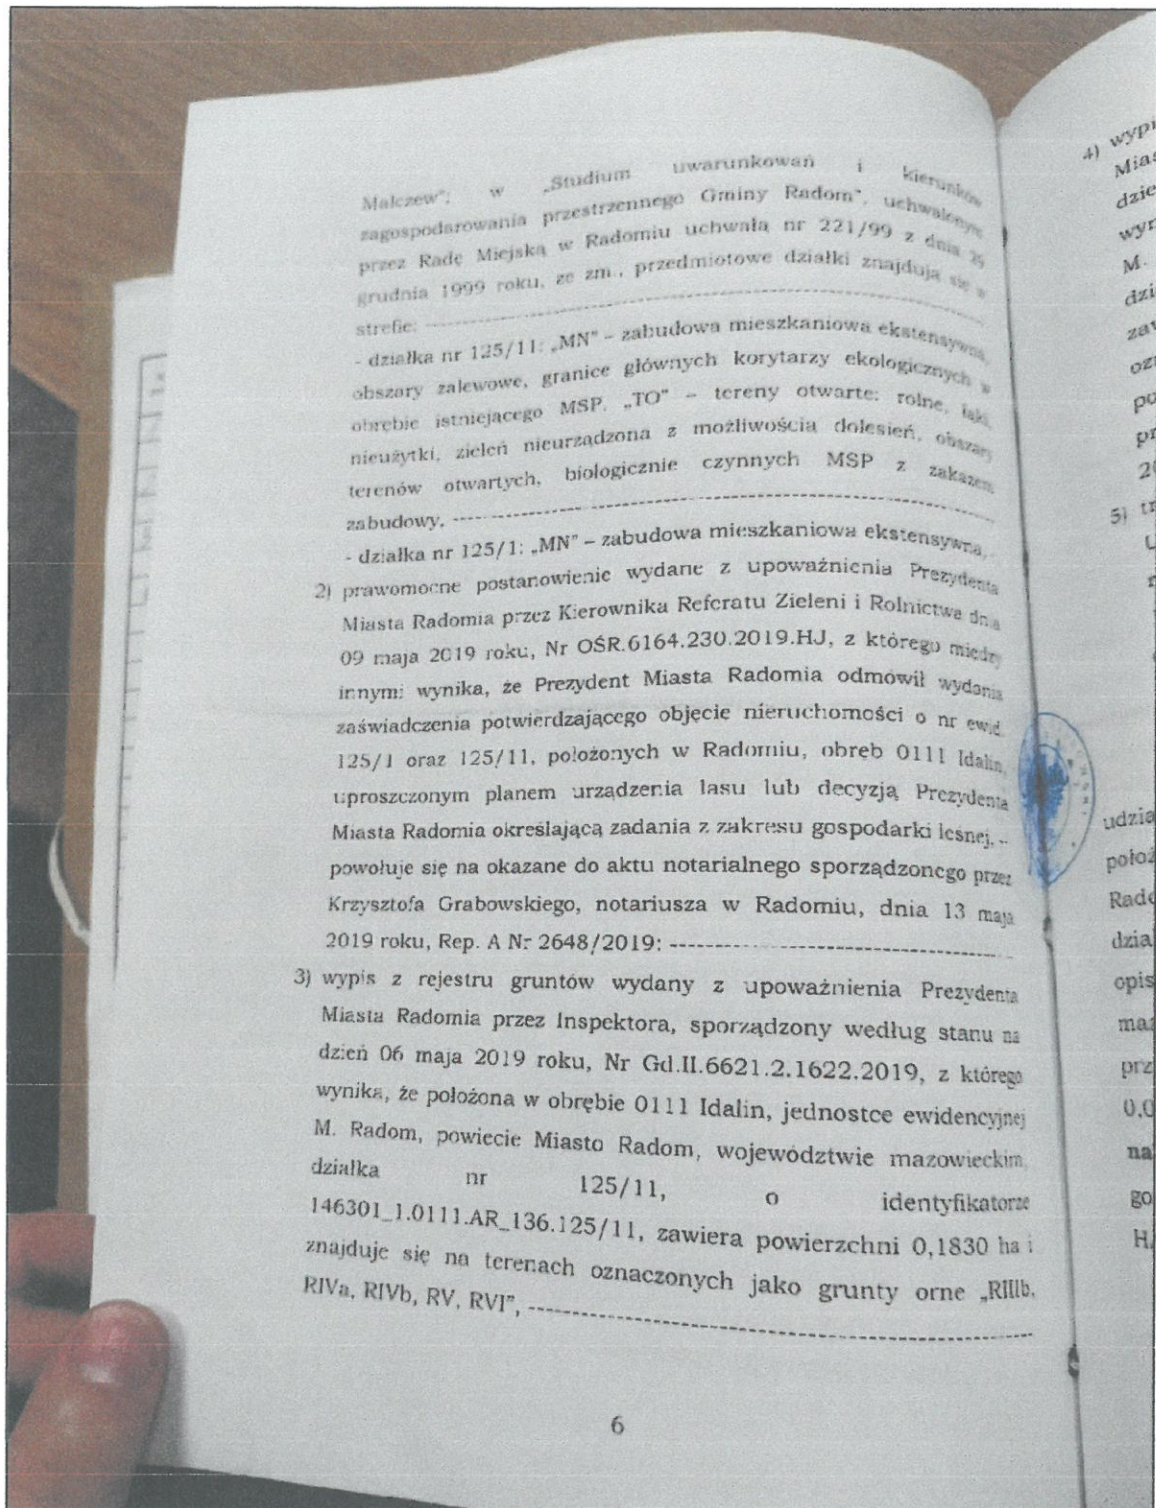 Malczew"; w „Studium uwarunkowań i kierunków
zagospodarowania przestrzennego Gminy Radom", uchwalonym
przez Radę Miejską w Radomiu uchwałą nr 221/99 z dnia 29
grudnia 1999 roku, ze zm., przedmiotowe działki znajdują się w
strefie: ---
- działka nr 125/11: „MN" – zabudowa mieszkaniowa ekstensywna,
obszary zalewowe, granice głównych korytarzy ekologicznych w
obrębie istniejącego MSP. „TO" – tereny otwarte: rolne, łąki,
nieużytki, zieleń nieurządzona z możliwością dolesień, obszary
terenów otwartych, biologicznie czynnych MSP z zakazem
zabudowy, ---
- działka nr 125/1: „MN" – zabudowa mieszkaniowa ekstensywna, -
2) prawomocne postanowienie wydane z upoważnienia Prezydenta
Miasta Radomia przez Kierownika Referatu Zieleni i Rolnictwa dnia
09 maja 2019 roku, Nr OŚR.6164.230.2019.HJ, z którego między
innymi wynika, że Prezydent Miasta Radomia odmówił wydania
zaświadczenia potwierdzającego objęcie nieruchomości o nr ewid.
125/1 oraz 125/11, położonych w Radomiu, obręb 0111 Idalin,
uproszczonym planem urządzenia lasu lub decyzją Prezydenta
Miasta Radomia określającą zadania z zakresu gospodarki leśnej, --
powołuje się na okazane do aktu notarialnego sporządzonego przez
Krzysztofa Grabowskiego, notariusza w Radomiu, dnia 13 maja
2019 roku, Rep. A Nr 2648/2019; ---
3) wypis z rejestru gruntów wydany z upoważnienia Prezydenta
Miasta Radomia przez Inspektora, sporządzony według stanu na
dzień 06 maja 2019 roku, Nr Gd.II.6621.2.1622.2019, z którego
wynika, że położona w obrębie 0111 Idalin, jednostce ewidencyjnej
M. Radom, powiecie Miasto Radom, województwie mazowieckim,
działka nr 125/11, o identyfikatorze
146301_1.0111.AR_136.125/11, zawiera powierzchni 0,1830 ha i
znajduje się na terenach oznaczonych jako grunty orne „RIIIb,
RIVa, RIVb, RV, RVI", ---
6
4)
M.
5)
na